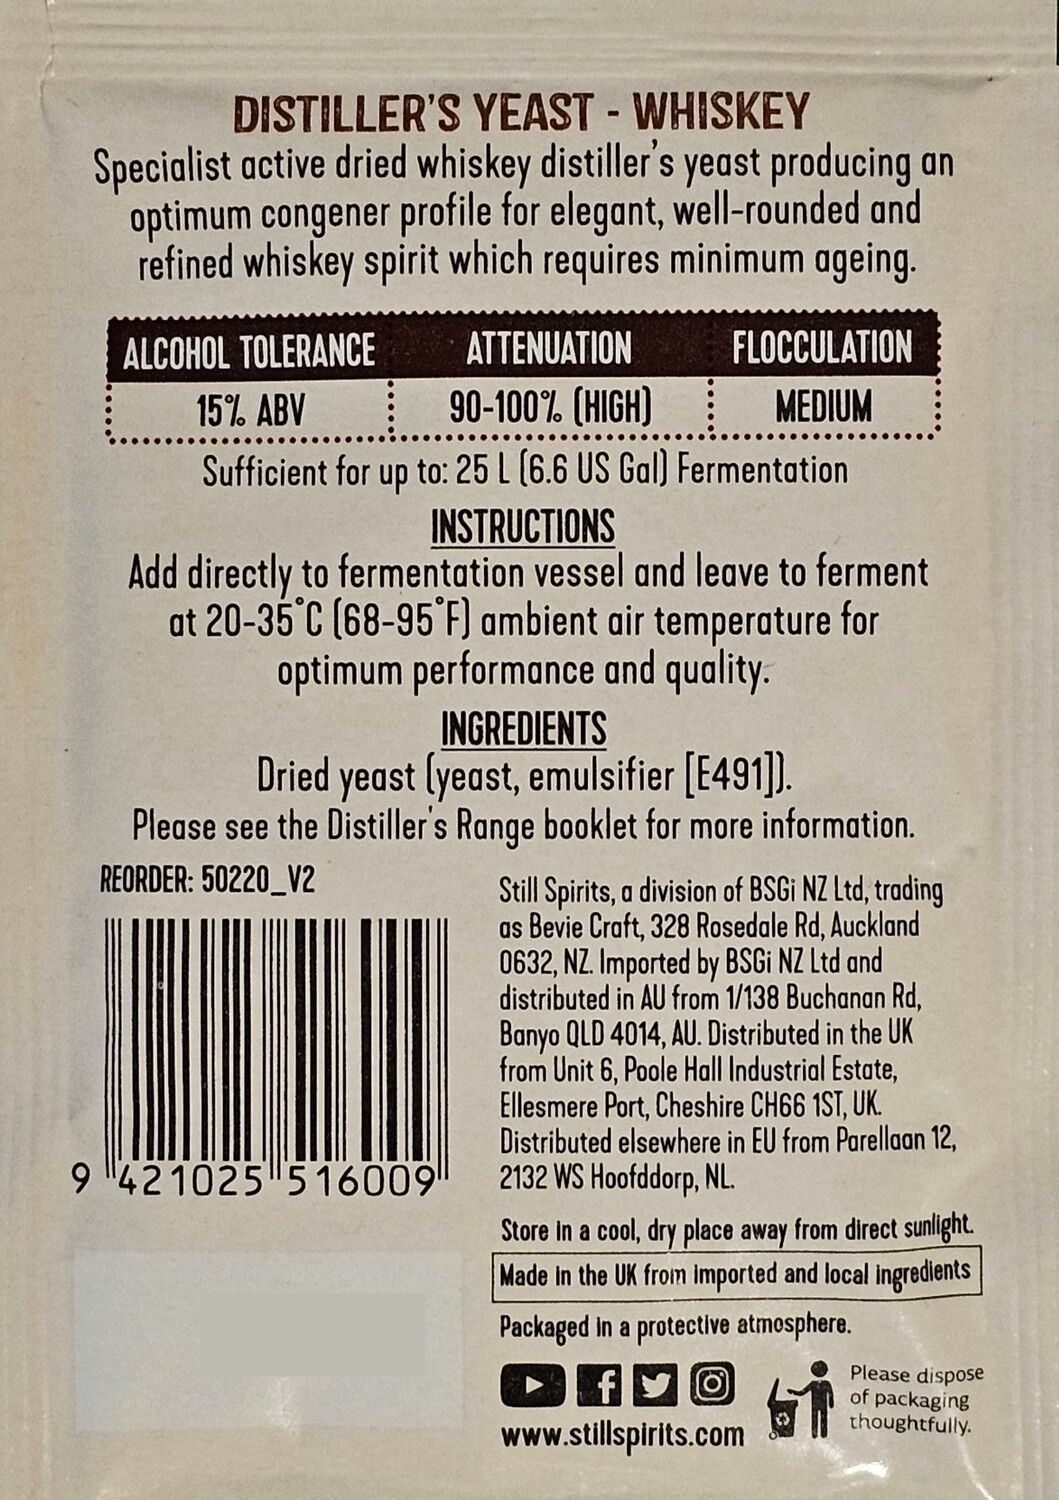 DISTILLER'S YEAST - WHISKEY
Specialist active dried whiskey distiller's yeast producing an
optimum congener profile for elegant, well-rounded and
refined whiskey spirit which requires minimum ageing.
ALCOHOL TOLERANCE ATTENUATION FLOCCULATION
15% ABV 90-100% (HIGH) MEDIUM
Sufficient for up to: 25 L (6.6 US Gal) Fermentation
INSTRUCTIONS
Add directly to fermentation vessel and leave to ferment
at 20-35°C (68-95°F) ambient air temperature for
optimum performance and quality.
INGREDIENTS
Dried yeast (yeast, emulsifier [E491]).
Please see the Distiller's Range booklet for more information.
REORDER: 50220_V2
9 421025 516009
Still Spirits, a division of BSGi NZ Ltd, trading
as Bevie Craft, 328 Rosedale Rd, Auckland
0632, NZ. Imported by BSGi NZ Ltd and
distributed in AU from 1/138 Buchanan Rd,
Banyo QLD 4014, AU. Distributed in the UK
from Unit 6, Poole Hall Industrial Estate,
Ellesmere Port, Cheshire CH66 1ST, UK.
Distributed elsewhere in EU from Parellaan 12,
2132 WS Hoofddorp, NL.
Store in a cool, dry place away from direct sunlight.
Made in the UK from imported and local ingredients
Packaged in a protective atmosphere.
www.stillspirits.com
Please dispose
of packaging
thoughtfully.